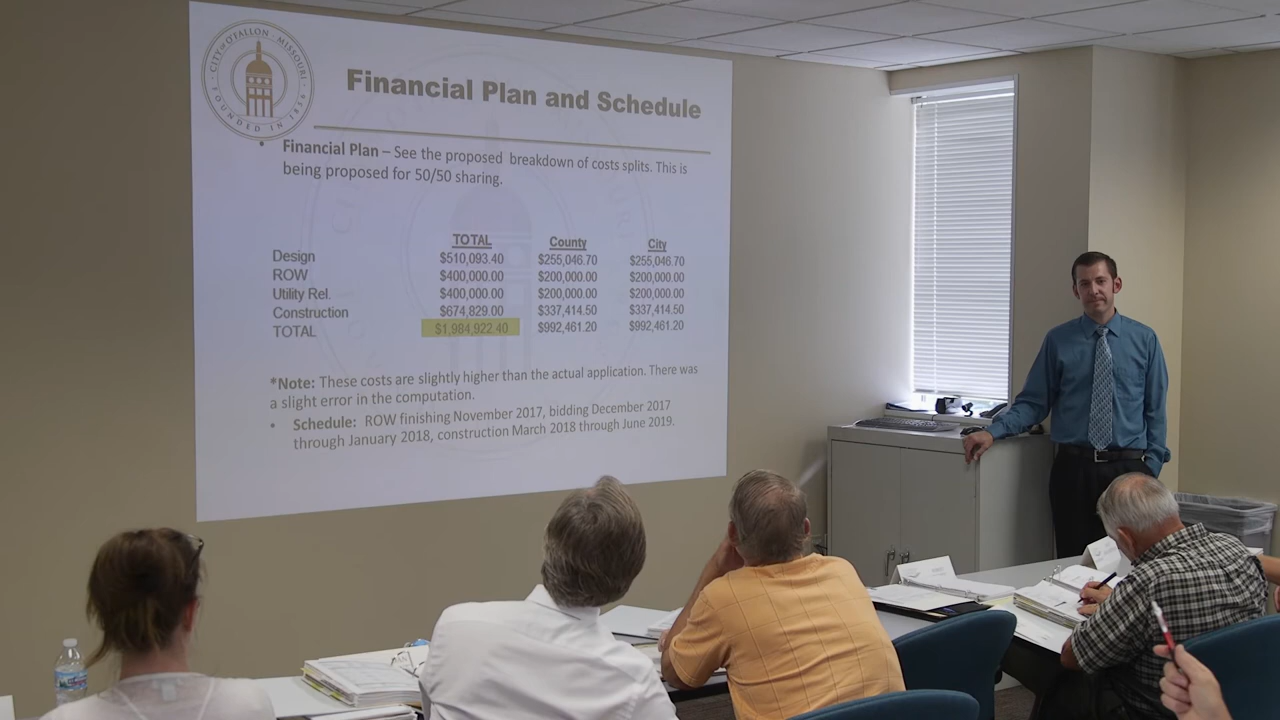 CITY OF O'FALLON, MISSOURI
FOUNDED IN 1856
Financial Plan and Schedule
• Financial Plan – See the proposed breakdown of costs splits. This is
being proposed for 50/50 sharing.
TOTAL County City
Design $510,093.40 $255,046.70 $255,046.70
ROW $400,000.00 $200,000.00 $200,000.00
Utility Rel. $400,000.00 $200,000.00 $200,000.00
Construction $674,829.00 $337,414.50 $337,414.50
TOTAL $1,984,922.40 $992,461.20 $992,461.20
*Note: These costs are slightly higher than the actual application. There was
a slight error in the computation.
• Schedule: ROW finishing November 2017, bidding December 2017
through January 2018, construction March 2018 through June 2019.